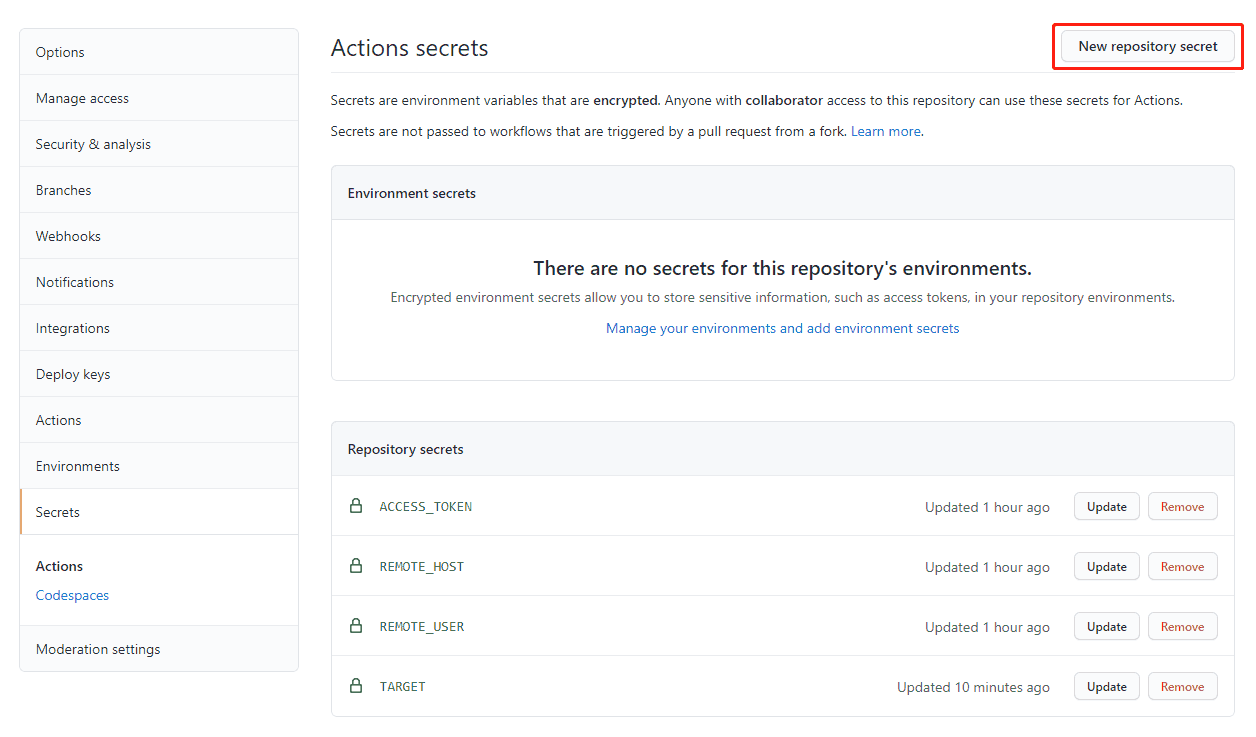 Options
Manage access
Security & analysis
Branches
Webhooks
Notifications
Integrations
Deploy keys
Actions
Environments
Secrets
Actions
Codespaces
Moderation settings
Actions secrets
New repository secret
Secrets are environment variables that are encrypted. Anyone with collaborator access to this repository can use these secrets for Actions.
Secrets are not passed to workflows that are triggered by a pull request from a fork. Learn more.
Environment secrets
There are no secrets for this repository's environments.
Encrypted environment secrets allow you to store sensitive information, such as access tokens, in your repository environments.
Manage your environments and add environment secrets
Repository secrets
ACCESS_TOKEN Updated 1 hour ago Update Remove
REMOTE_HOST Updated 1 hour ago Update Remove
REMOTE_USER Updated 1 hour ago Update Remove
TARGET Updated 10 minutes ago Update Remove